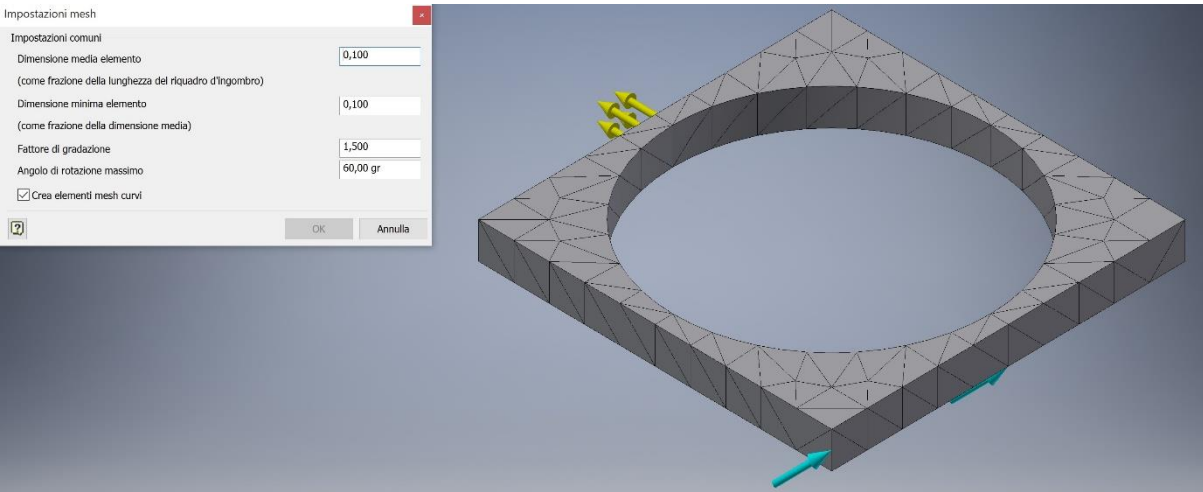 Impostazioni mesh
Impostazioni comuni
Dimensione media elemento 0,100
(come frazione della lunghezza del riquadro d'ingombro)
Dimensione minima elemento 0,100
(come frazione della dimensione media)
Fattore di gradazione 1,500
Angolo di rotazione massimo 60,00 gr
Crea elementi mesh curvi
OK Annulla